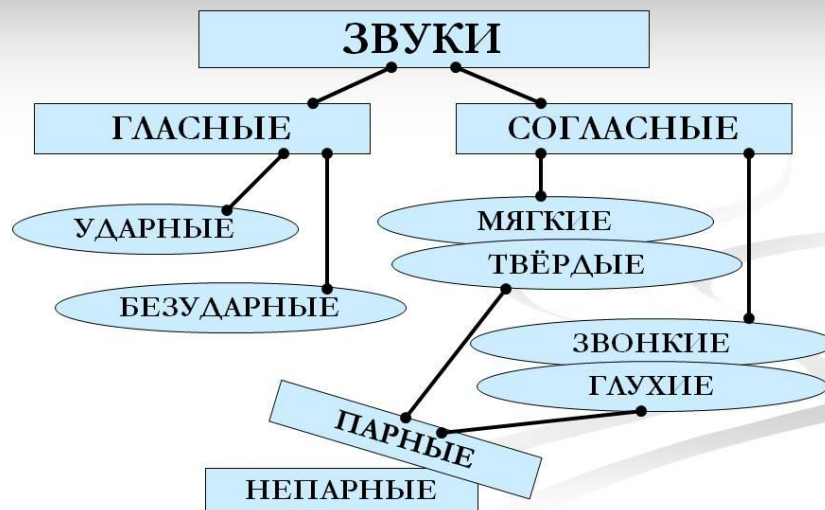 ЗВУКИ
ГЛАСНЫЕ
СОГЛАСНЫЕ
УДАРНЫЕ
БЕЗУДАРНЫЕ
МЯГКИЕ
ТВЁРДЫЕ
ЗВОНКИЕ
ГЛУХИЕ
ПАРНЫЕ
НЕПАРНЫЕ